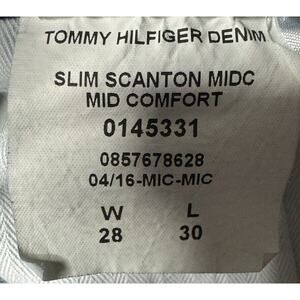 TOMMY HILFIGER DENIM
SLIM SCANTON MIDC
MID COMFORT
0145331
0857678628
04/16-MIC-MIC
W L
28 30